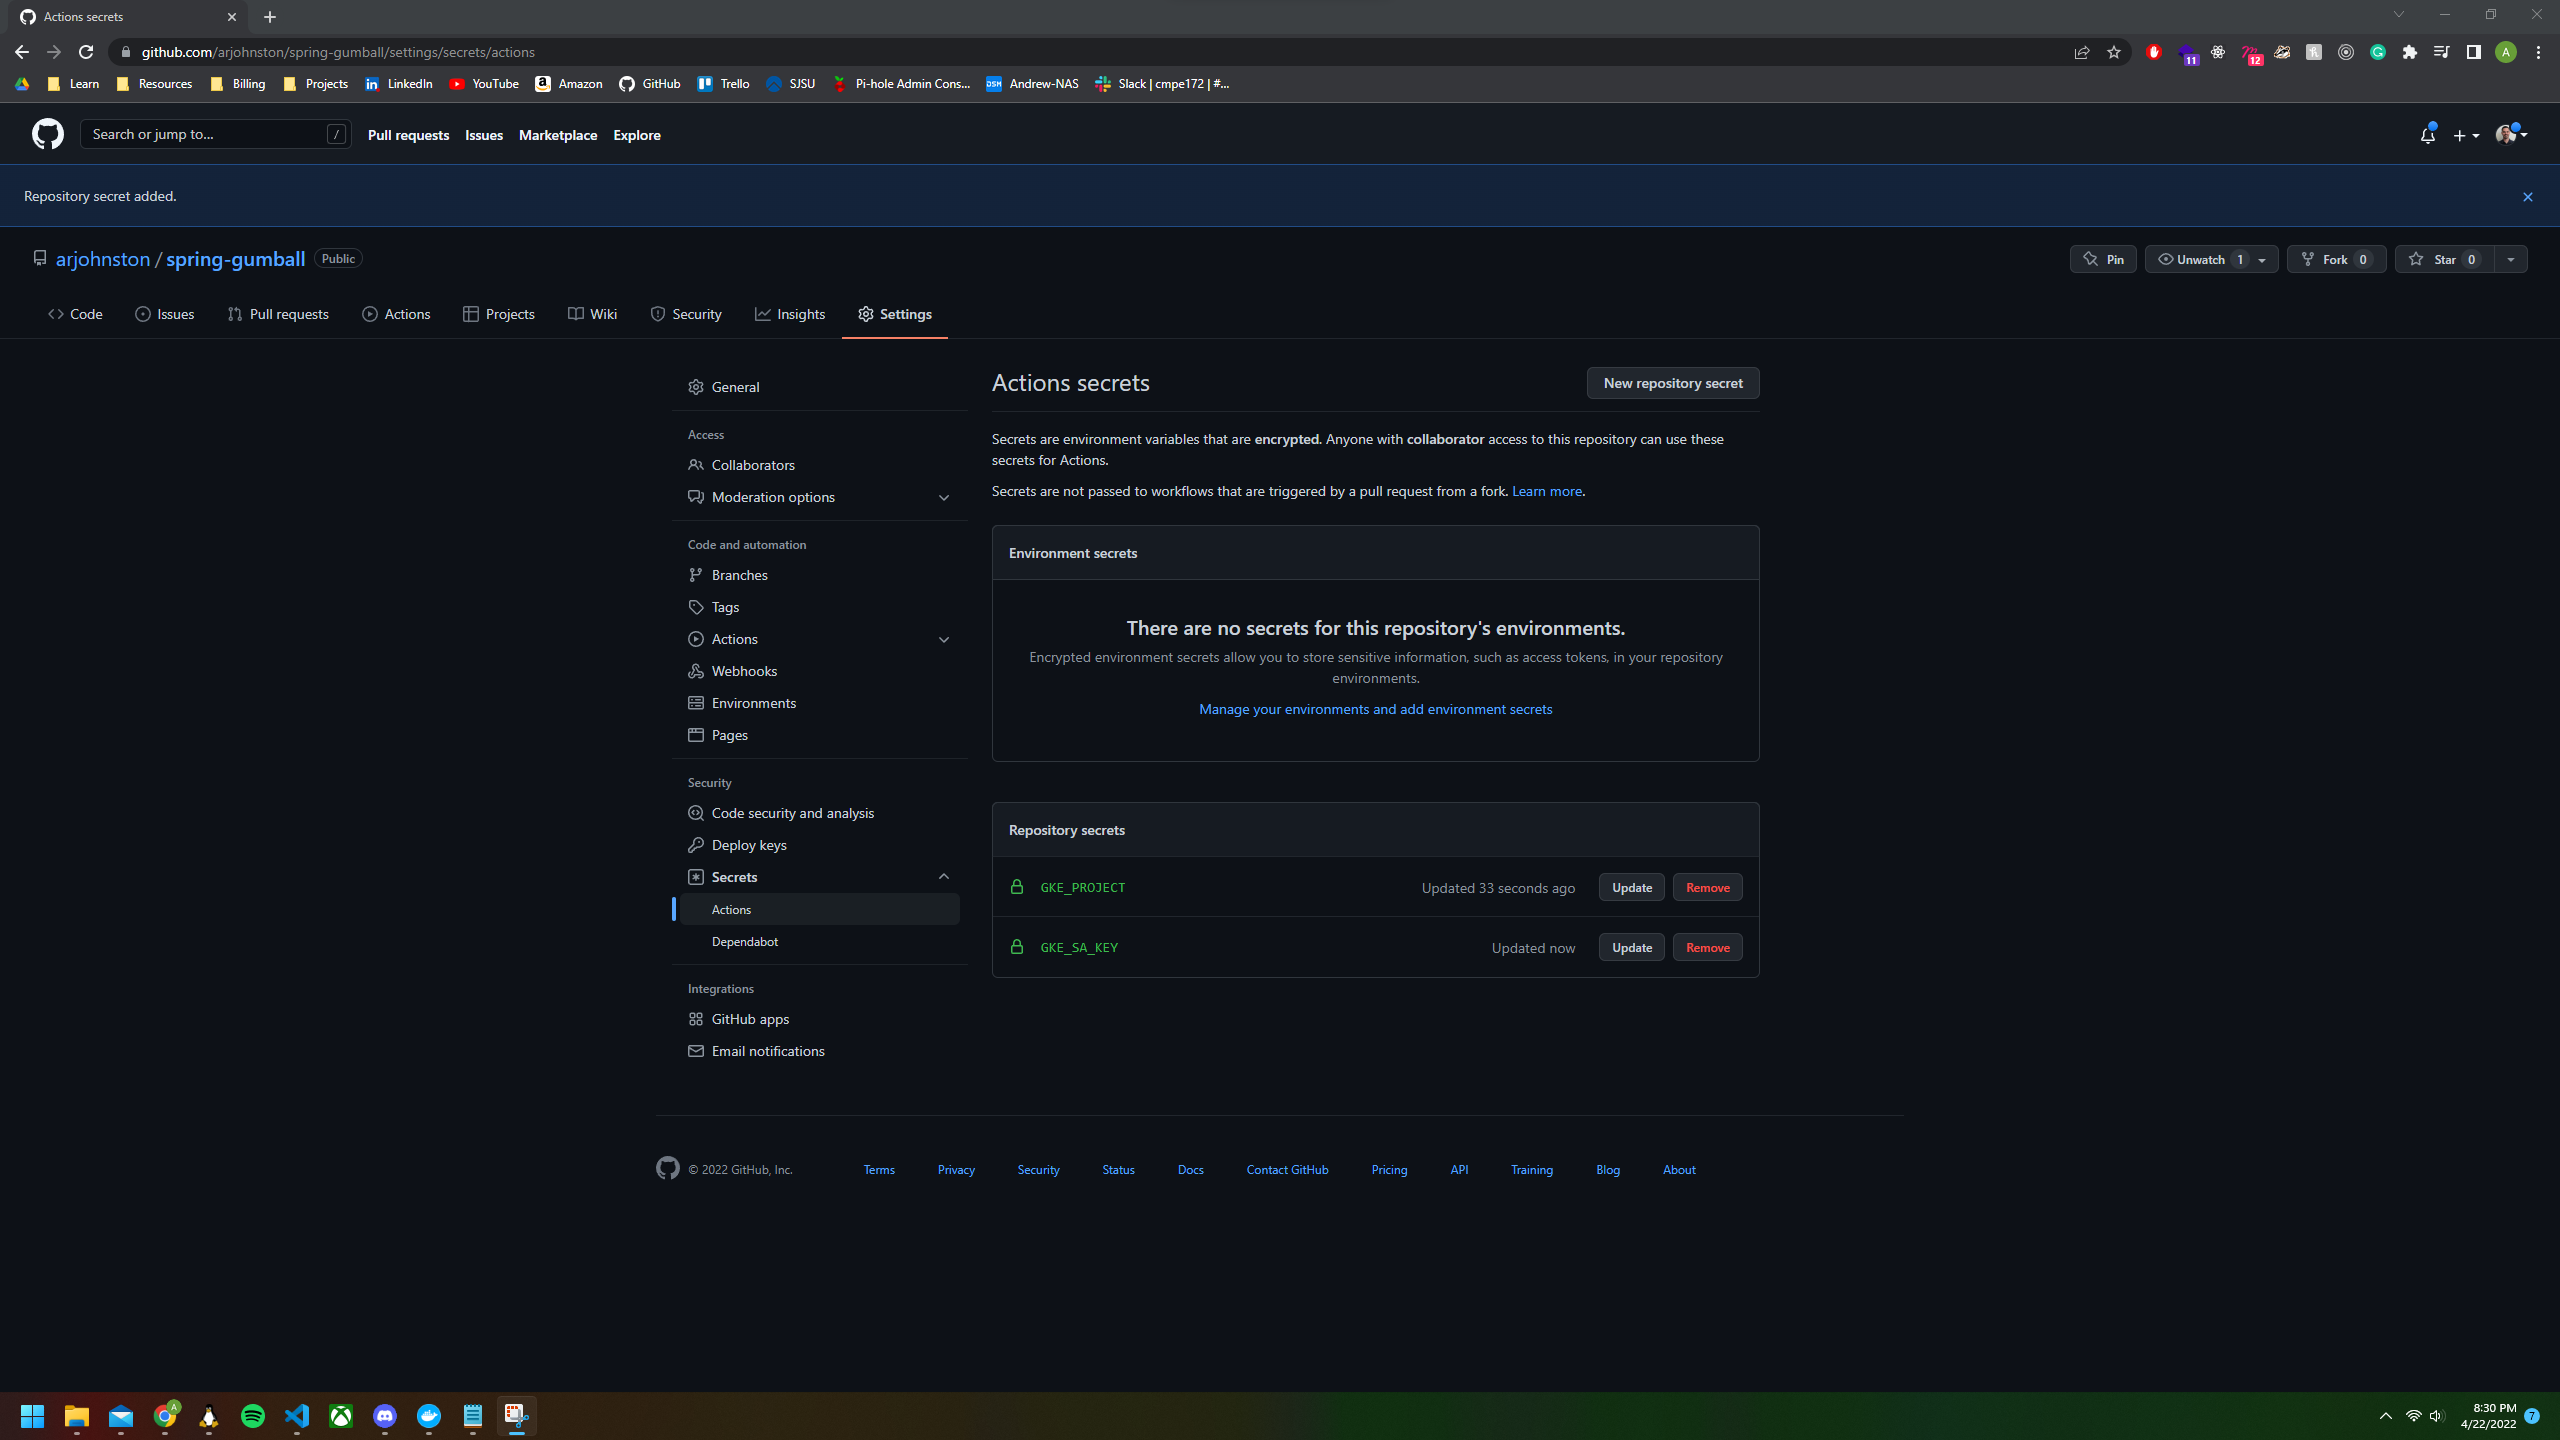 Actions secrets
github.com/arjohnston/spring-gumball/settings/secrets/actions
11
12
A
Learn
Resources
Billing
Projects
LinkedIn
YouTube
Amazon
GitHub
Trello
SJSU
Pi-hole Admin Cons...
Andrew-NAS
Slack | cmpe172 | #...
Search or jump to...
/
Pull requests
Issues
Marketplace
Explore
Repository secret added.
arjohnston / spring-gumball
Public
Pin
Unwatch 1
Fork 0
Star 0
Code
Issues
Pull requests
Actions
Projects
Wiki
Security
Insights
Settings
General
Access
Collaborators
Moderation options
Code and automation
Branches
Tags
Actions
Webhooks
Environments
Pages
Security
Code security and analysis
Deploy keys
Secrets
Actions
Dependabot
Integrations
GitHub apps
Email notifications
Actions secrets
New repository secret
Secrets are environment variables that are encrypted. Anyone with collaborator access to this repository can use these
secrets for Actions.
Secrets are not passed to workflows that are triggered by a pull request from a fork. Learn more.
Environment secrets
There are no secrets for this repository's environments.
Encrypted environment secrets allow you to store sensitive information, such as access tokens, in your repository
environments.
Manage your environments and add environment secrets
Repository secrets
GKE_PROJECT
Updated 33 seconds ago
Update
Remove
GKE_SA_KEY
Updated now
Update
Remove
© 2022 GitHub, Inc.
Terms
Privacy
Security
Status
Docs
Contact GitHub
Pricing
API
Training
Blog
About
A
8:30 PM
4/22/2022
7